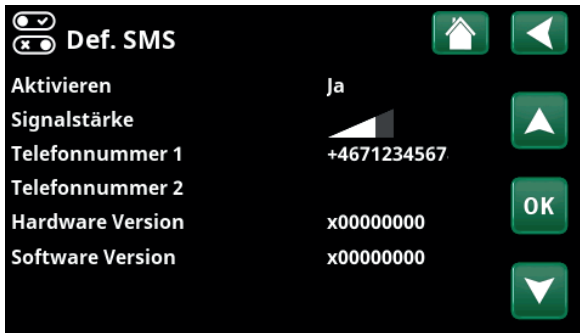 Def. SMS
Aktivieren Ja
Signalstärke
Telefonnummer 1 +4671234567
Telefonnummer 2
Hardware Version x00000000
OK
Software Version x00000000